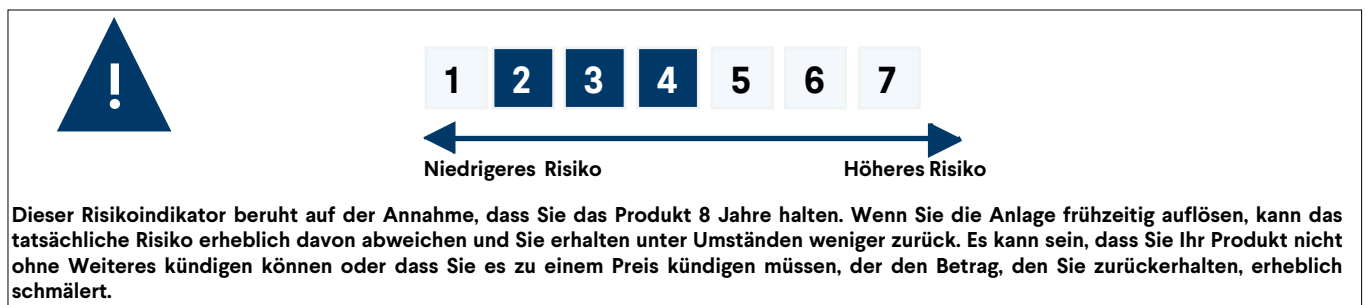 !
1 2 3 4 5 6 7
Niedrigeres Risiko Höheres Risiko
Dieser Risikoindikator beruht auf der Annahme, dass Sie das Produkt 8 Jahre halten. Wenn Sie die Anlage frühzeitig auflösen, kann das
tatsächliche Risiko erheblich davon abweichen und Sie erhalten unter Umständen weniger zurück. Es kann sein, dass Sie Ihr Produkt nicht
ohne Weiteres kündigen können oder dass Sie es zu einem Preis kündigen müssen, der den Betrag, den Sie zurückerhalten, erheblich
schmälert.